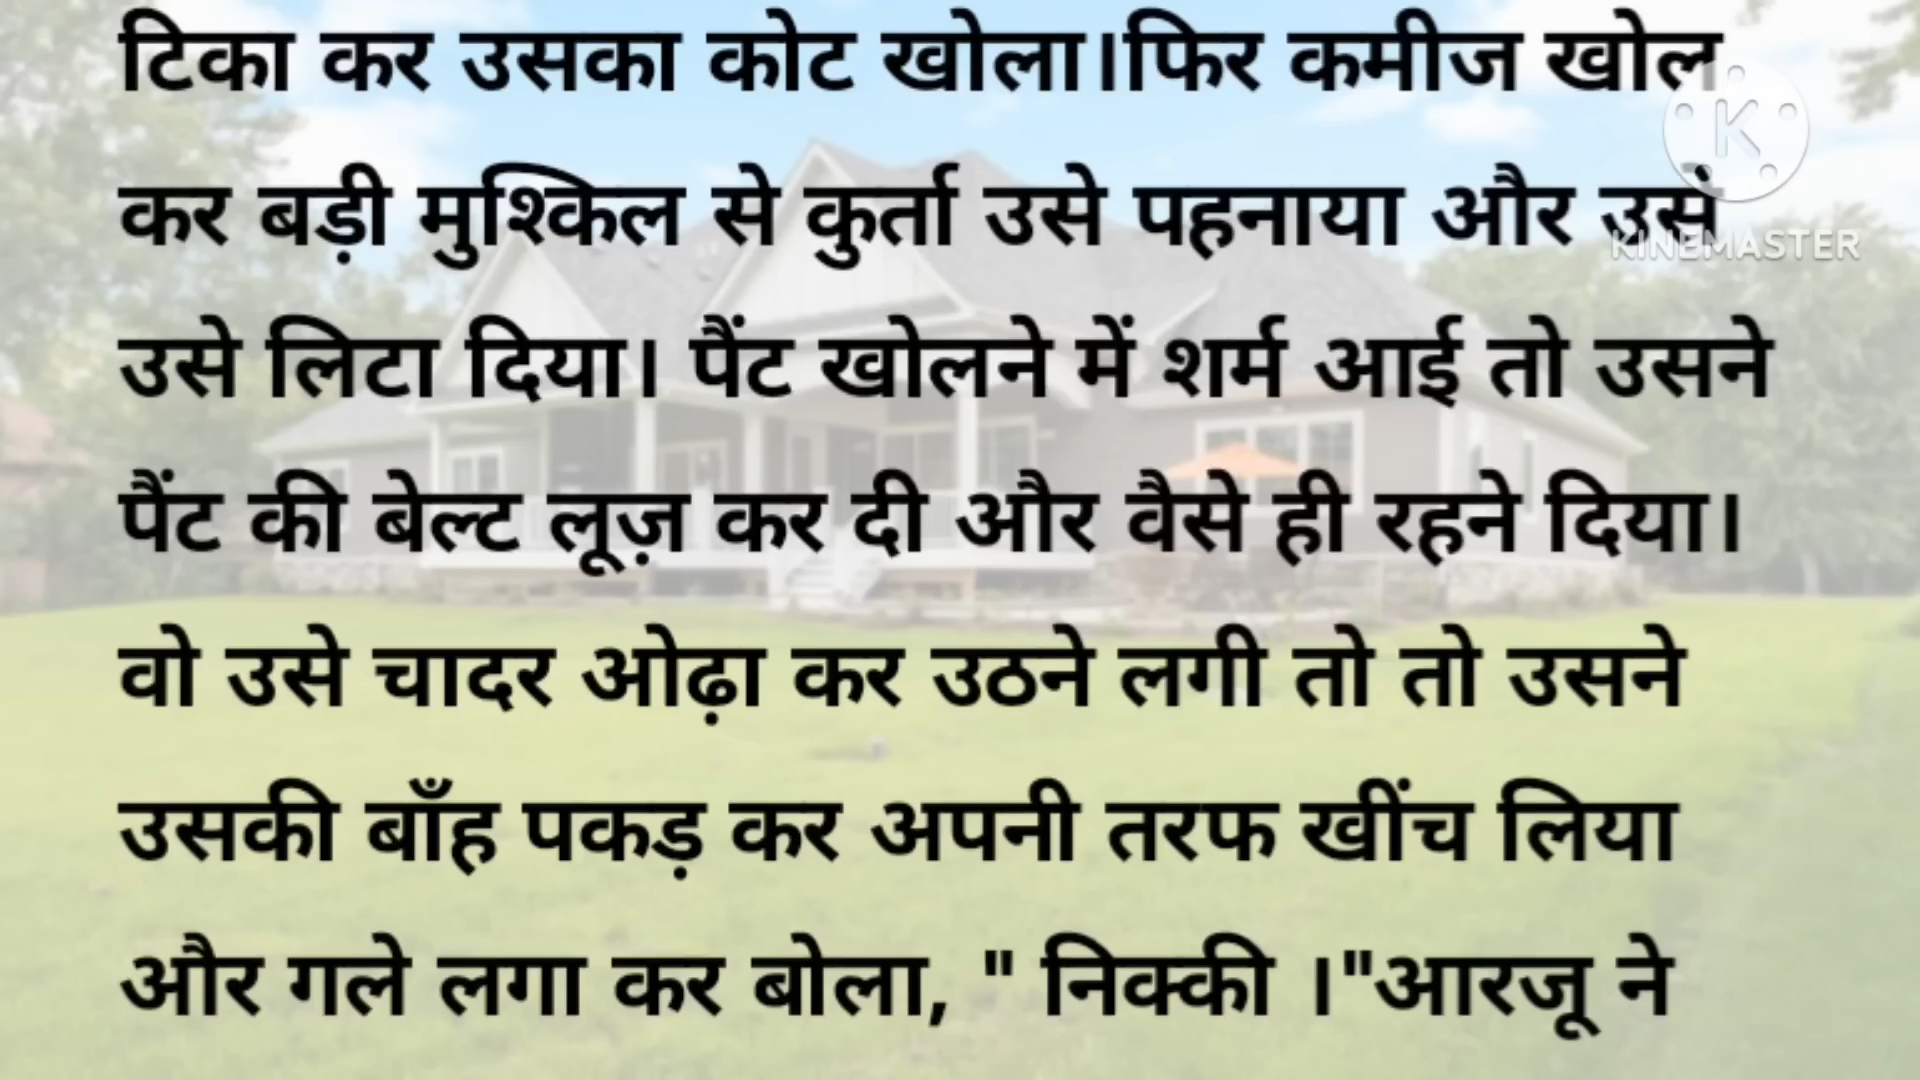 टिका कर उसका कोट खोला।फिर कमीज खोल
कर बड़ी मुश्किल से कुर्ता उसे पहनाया और उसे
उसे लिटा दिया। पैंट खोलने में शर्म आई तो उसने
पैंट की बेल्ट लूज़ कर दी और वैसे ही रहने दिया।
वो उसे चादर ओढ़ा कर उठने लगी तो तो उसने
उसकी बाँह पकड़ कर अपनी तरफ खींच लिया
और गले लगा कर बोला, " निक्की ।"आरजू ने
K
KINEMASTER